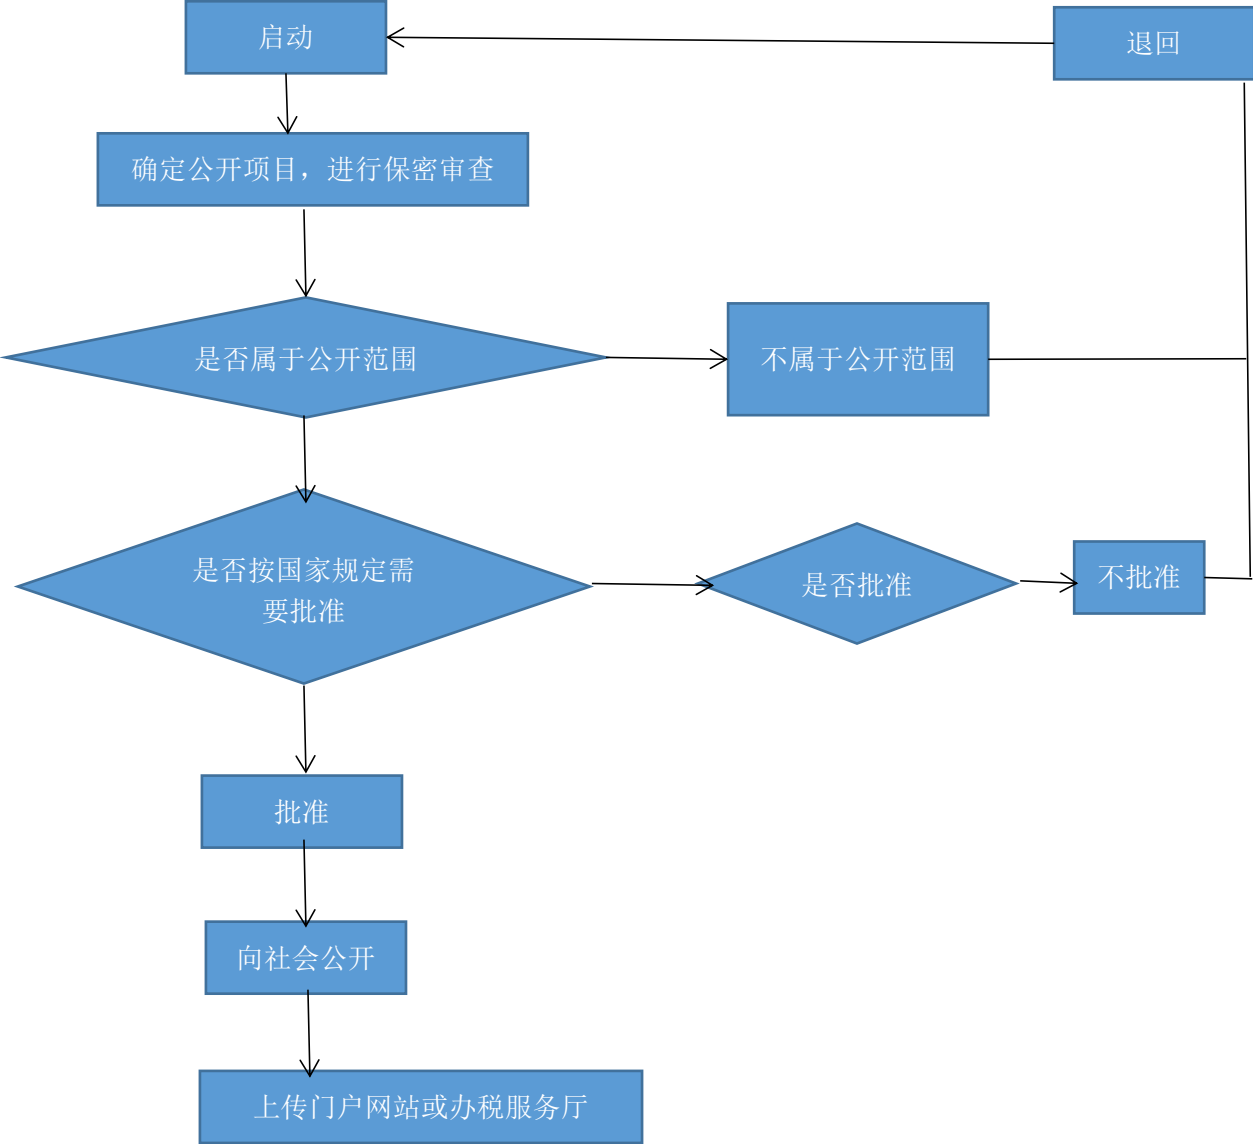 启动
退回
确定公开项目，进行保密审查
是否属于公开范围
不属于公开范围
是否按国家规定需
要批准
是否批准
不批准
批准
向社会公开
上传门户网站或办税服务厅